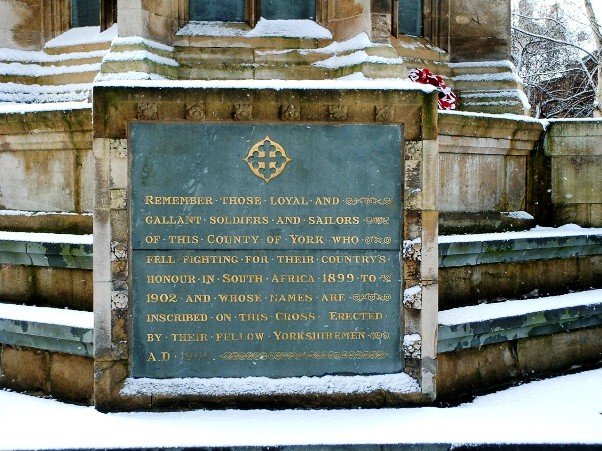 REMEMBER · THOSE · LOYAL · AND
GALLANT · SOLDIERS · AND · SAILORS
OF · THIS · COUNTY · OF · YORK · WHO
FELL · FIGHTING · FOR · THEIR · COUNTRY'S
HONOUR · IN · SOUTH · AFRICA · 1899 · TO
1902 · AND · WHOSE · NAMES · ARE
INSCRIBED · ON · THIS · CROSS · ERECTED
BY · THEIR · FELLOW · YORKSHIREMEN
A.D